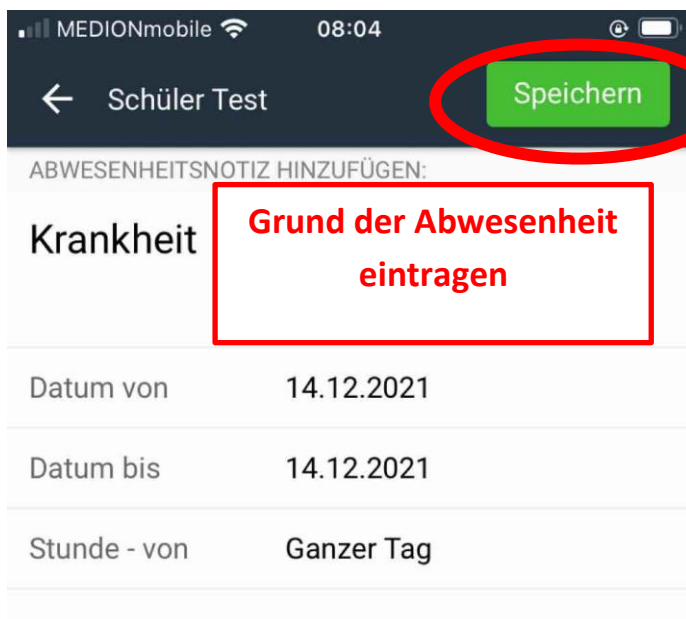 MEDIONmobile 08:04
Schüler Test Speichern
ABWESENHEITSNOTIZ HINZUFÜGEN:
Krankheit
Grund der Abwesenheit
eintragen
Datum von 14.12.2021
Datum bis 14.12.2021
Stunde - von Ganzer Tag